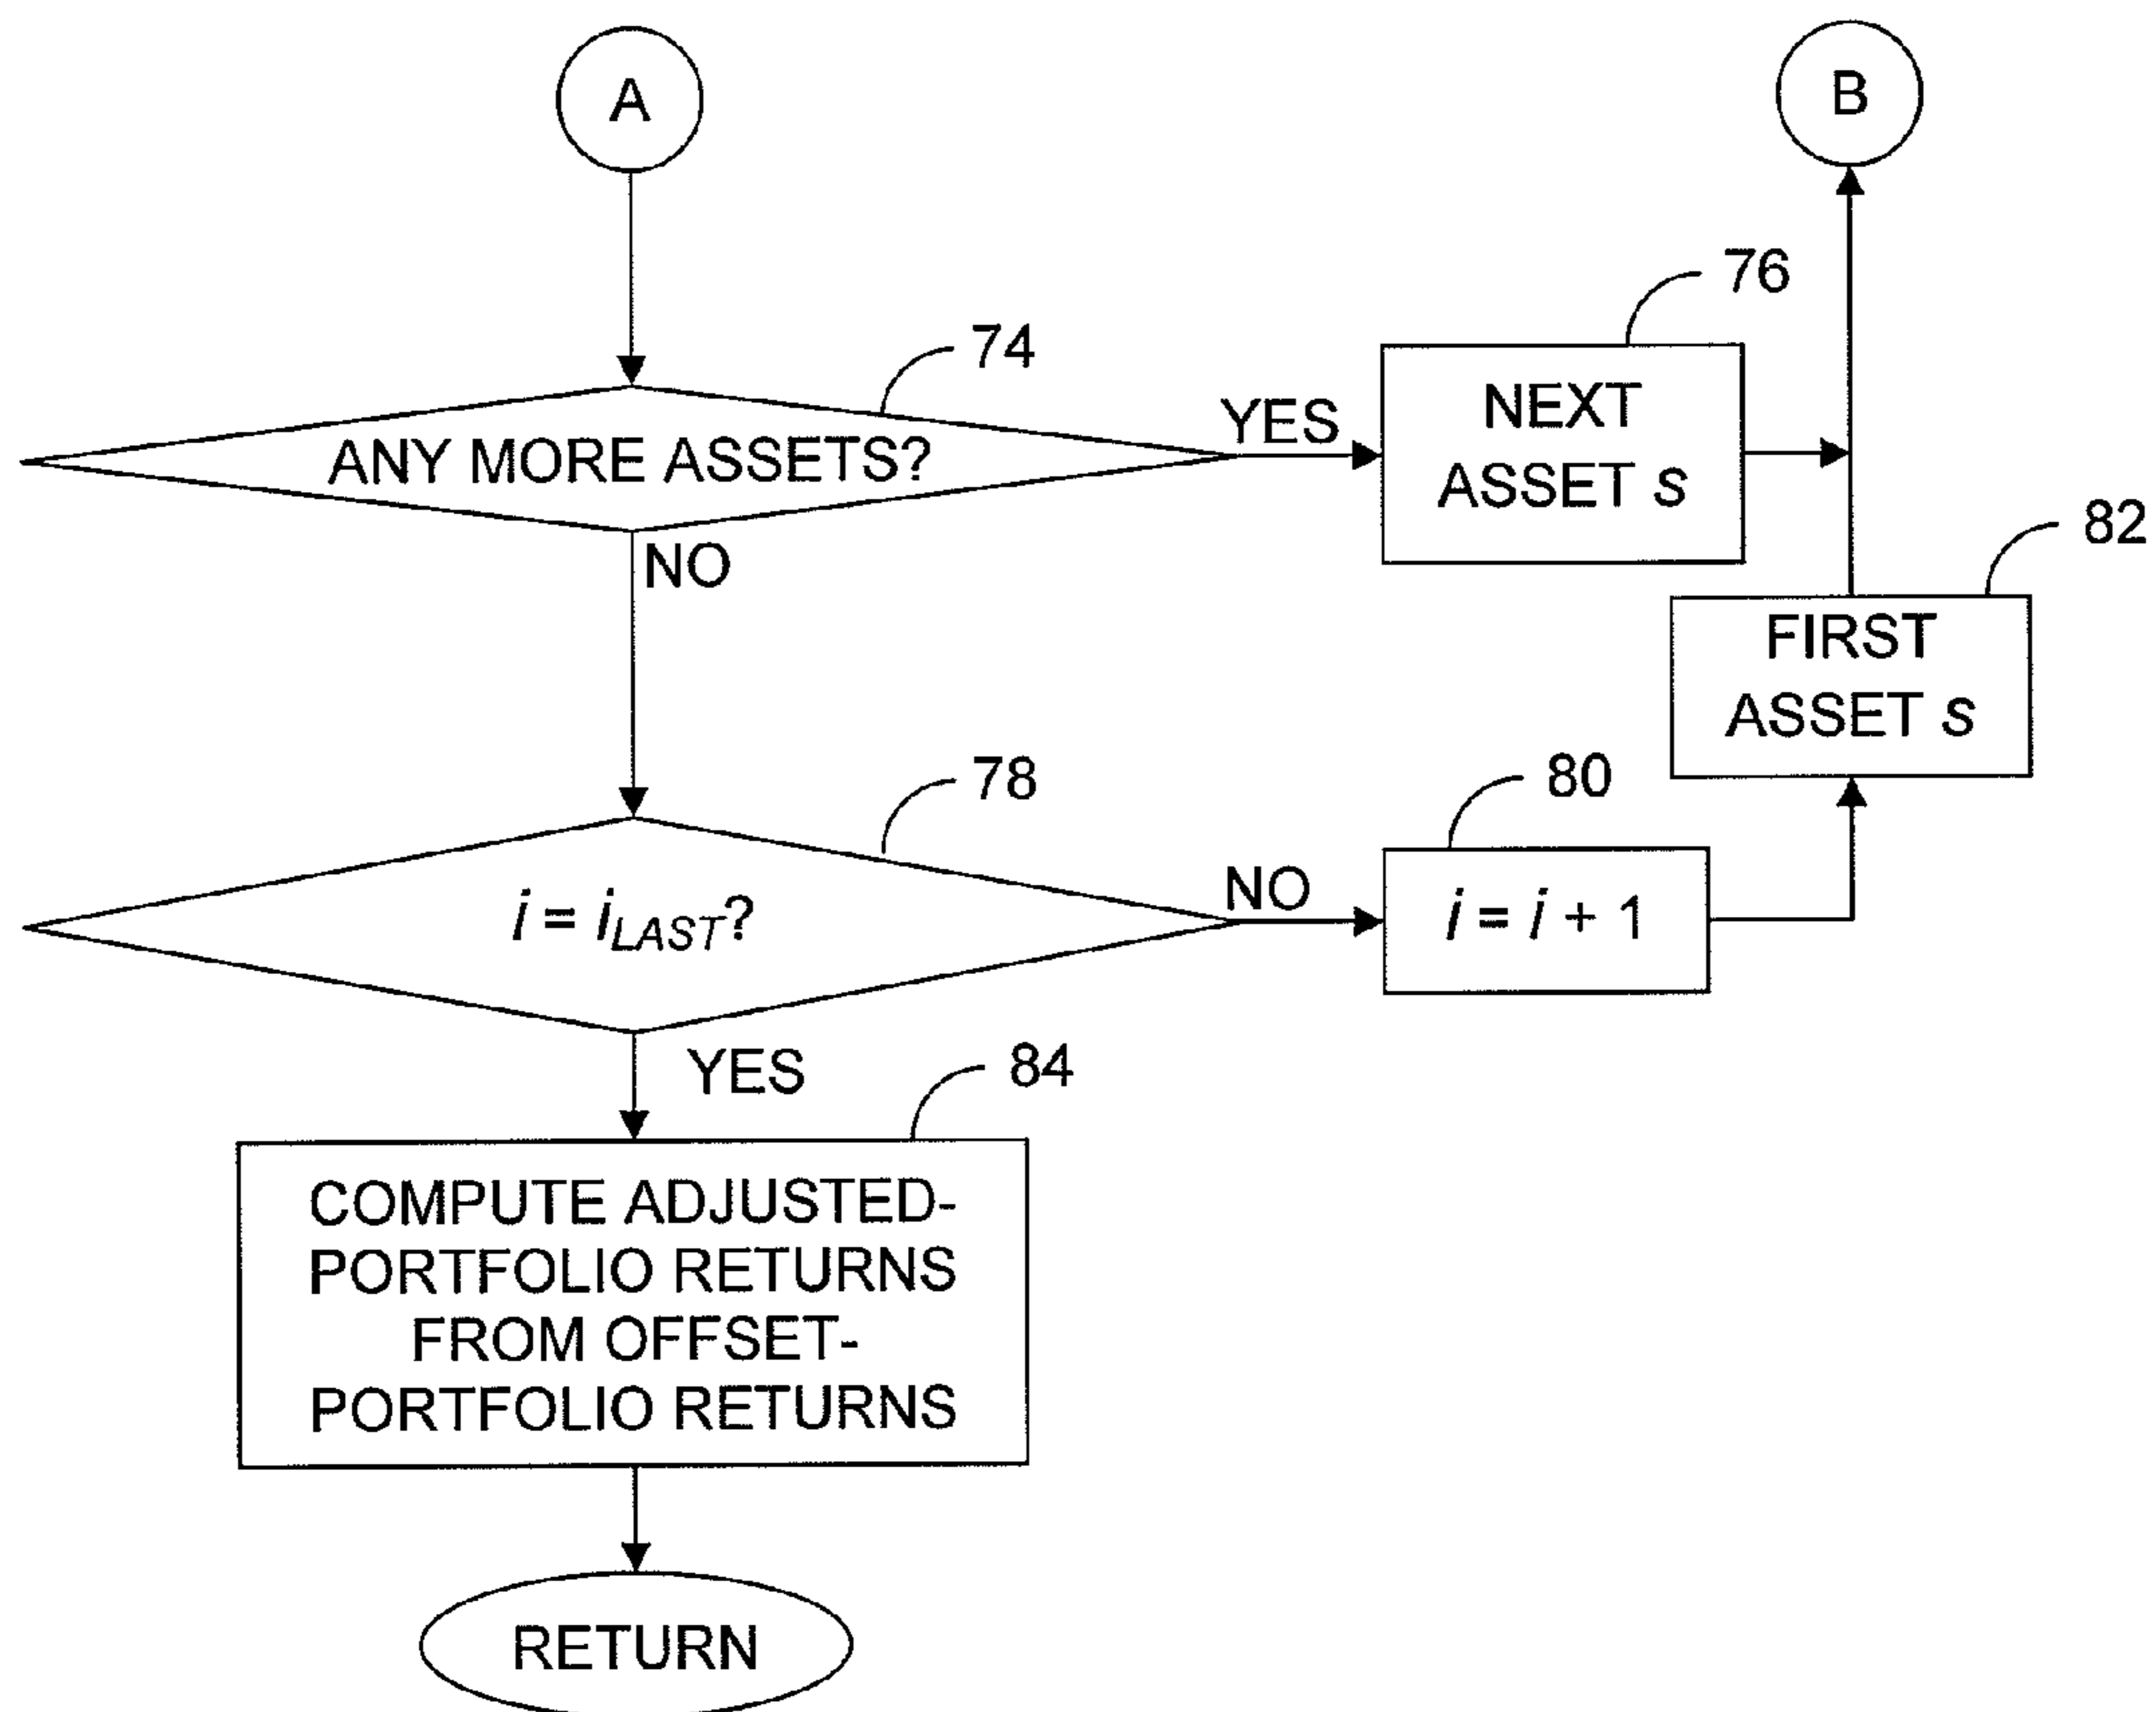 A
B
76
74
NEXT
ASSET s
YES
ANY MORE ASSETS?
82
NO
FIRST
ASSET s
78
80
NO
i = i + 1
i = iLAST?
YES
84
COMPUTE ADJUSTED-
PORTFOLIO RETURNS
FROM OFFSET-
PORTFOLIO RETURNS
RETURN